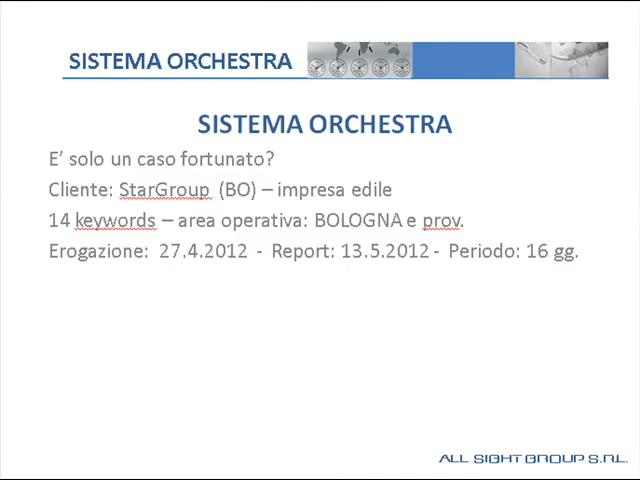 SISTEMA ORCHESTRA
SISTEMA ORCHESTRA
E’ solo un caso fortunato?
Cliente: StarGroup (BO) – impresa edile
14 keywords – area operativa: BOLOGNA e prov.
Erogazione: 27.4.2012 - Report: 13.5.2012 - Periodo: 16 gg.
ALL SIGHT GROUP S.R.L.